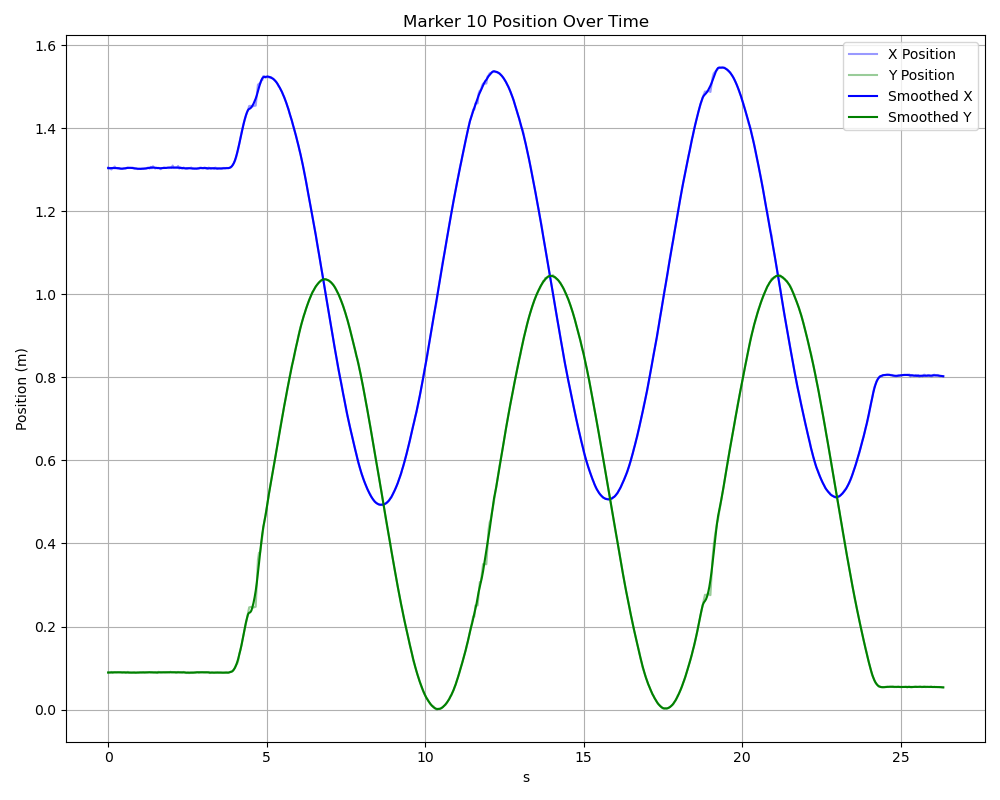 Marker 10 Position Over Time
X Position
Y Position
Smoothed X
Smoothed Y
Position (m)
1.6
1.4
1.2
1.0
0.8
0.6
0.4
0.2
0.0
0 5 10 15 20 25
s